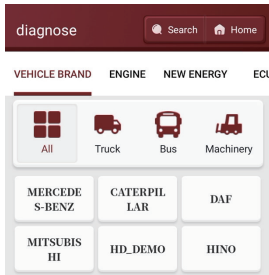 diagnose
Search
Home
VEHICLE BRAND
ENGINE
NEW ENERGY
ECU
All
Truck
Bus
Machinery
MERCEDE
S-BENZ
CATERPIL
LAR
DAF
MITSUBIS
HI
HD_DEMO
HINO